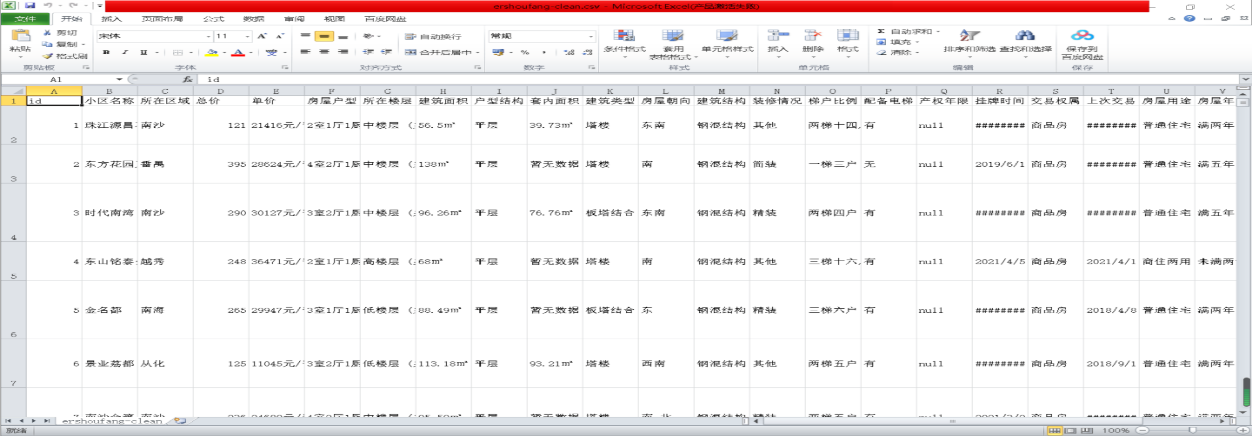 ershoufang-clean.csv - Microsoft Excel(产品激活失败)
文件 开始 插入 页面布局 公式 数据 审阅 视图 百度网盘
剪切 宋体 11 自动换行 常规 Σ 自动求和
粘贴 复制 填充
格式刷 B I U 合并后居中 % 条件格式 套用 表格格式 单元格样式 插入 删除 格式 清除 排序和筛选 查找和选择 保存到 百度网盘
剪贴板 字体 对齐方式 数字 样式 单元格 编辑 保存
A1 fx id
A B C D E F G H I J K L M N O P Q R S T U V
1 id 小区名称 所在区域 总价 单价 房屋户型 所在楼层 建筑面积 户型结构 套内面积 建筑类型 房屋朝向 建筑结构 装修情况 梯户比例 配备电梯 产权年限 挂牌时间 交易权属 上次交易 房屋用途 房屋年
2 1 珠江源昌 南沙 121 21416元/ 2室1厅1厨 中楼层 ( 56.5㎡ 平层 39.73㎡ 塔楼 东南 钢混结构 其他 两梯十四, 有 null ######## 商品房 ######## 普通住宅 满两年
3 2 东方花园 番禺 395 28624元/ 4室2厅1厨 中楼层 ( 138㎡ 平层 暂无数据 塔楼 南 钢混结构 简装 一梯三户 无 null 2019/6/1 商品房 ######## 普通住宅 满五年
4 3 时代南湾 南沙 290 30127元/ 3室2厅1厨 中楼层 ( 96.26㎡ 平层 76.76㎡ 板塔结合 东南 钢混结构 精装 两梯四户 有 null ######## 商品房 ######## 普通住宅 满五年
5 4 东山铭泰 越秀 248 36471元/ 2室1厅1厨 高楼层 ( 68㎡ 平层 暂无数据 塔楼 南 钢混结构 其他 三梯十六, 有 null 2021/4/5 商品房 2021/4/1 商住两用 未满两
6 5 金名都 南海 265 29947元/ 3室1厅1厨 低楼层 ( 88.49㎡ 平层 暂无数据 板塔结合 东 钢混结构 精装 三梯六户 有 null ######## 商品房 2018/4/8 普通住宅 满两年
7 6 景业荔都 从化 125 11045元/ 3室2厅1厨 低楼层 ( 113.18㎡ 平层 93.21㎡ 塔楼 西南 钢混结构 其他 两梯五户 有 null ######## 商品房 2018/9/1 普通住宅 满两年
ershoufang-clean
就绪 100%